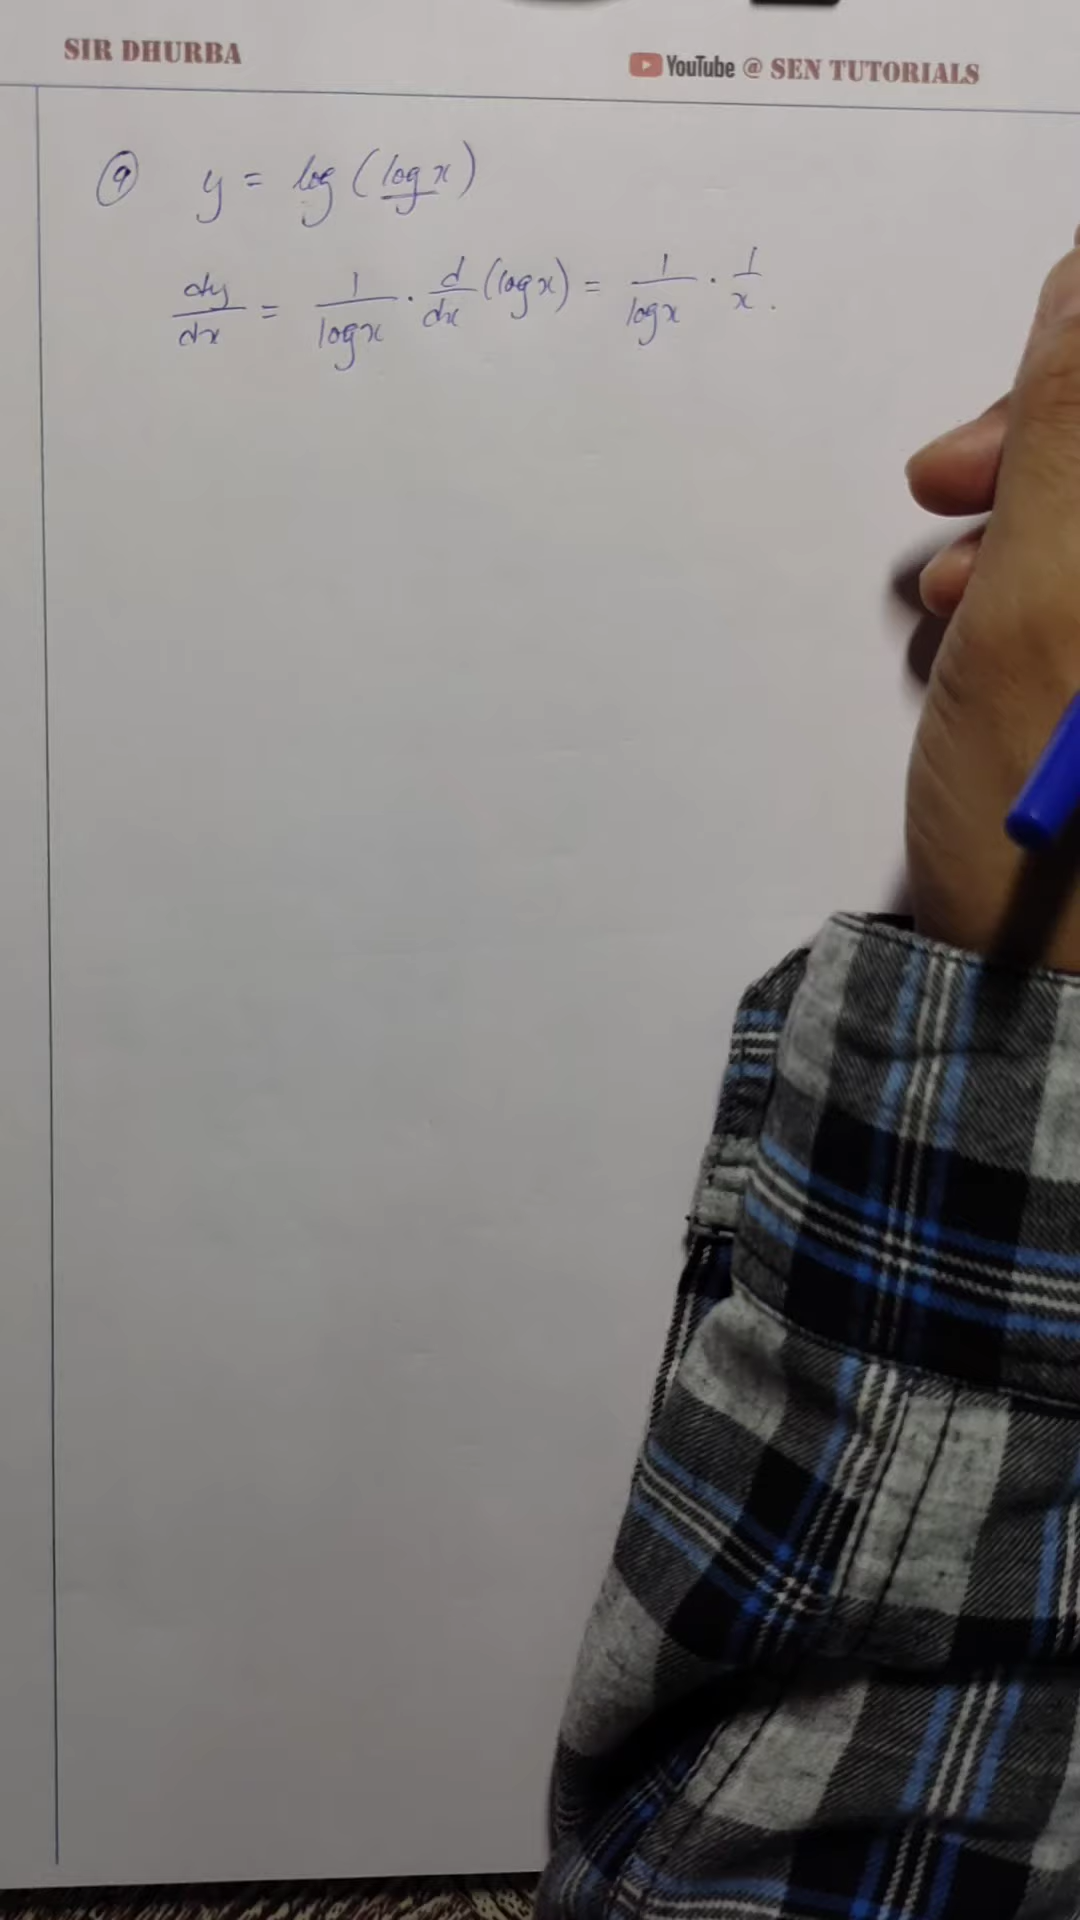 SIR DHURBA
YouTube @ SEN TUTORIALS
⑨ y = log (log x)
dy/dx = 1/log x · d/dx (log x) = 1/log x · 1/x.